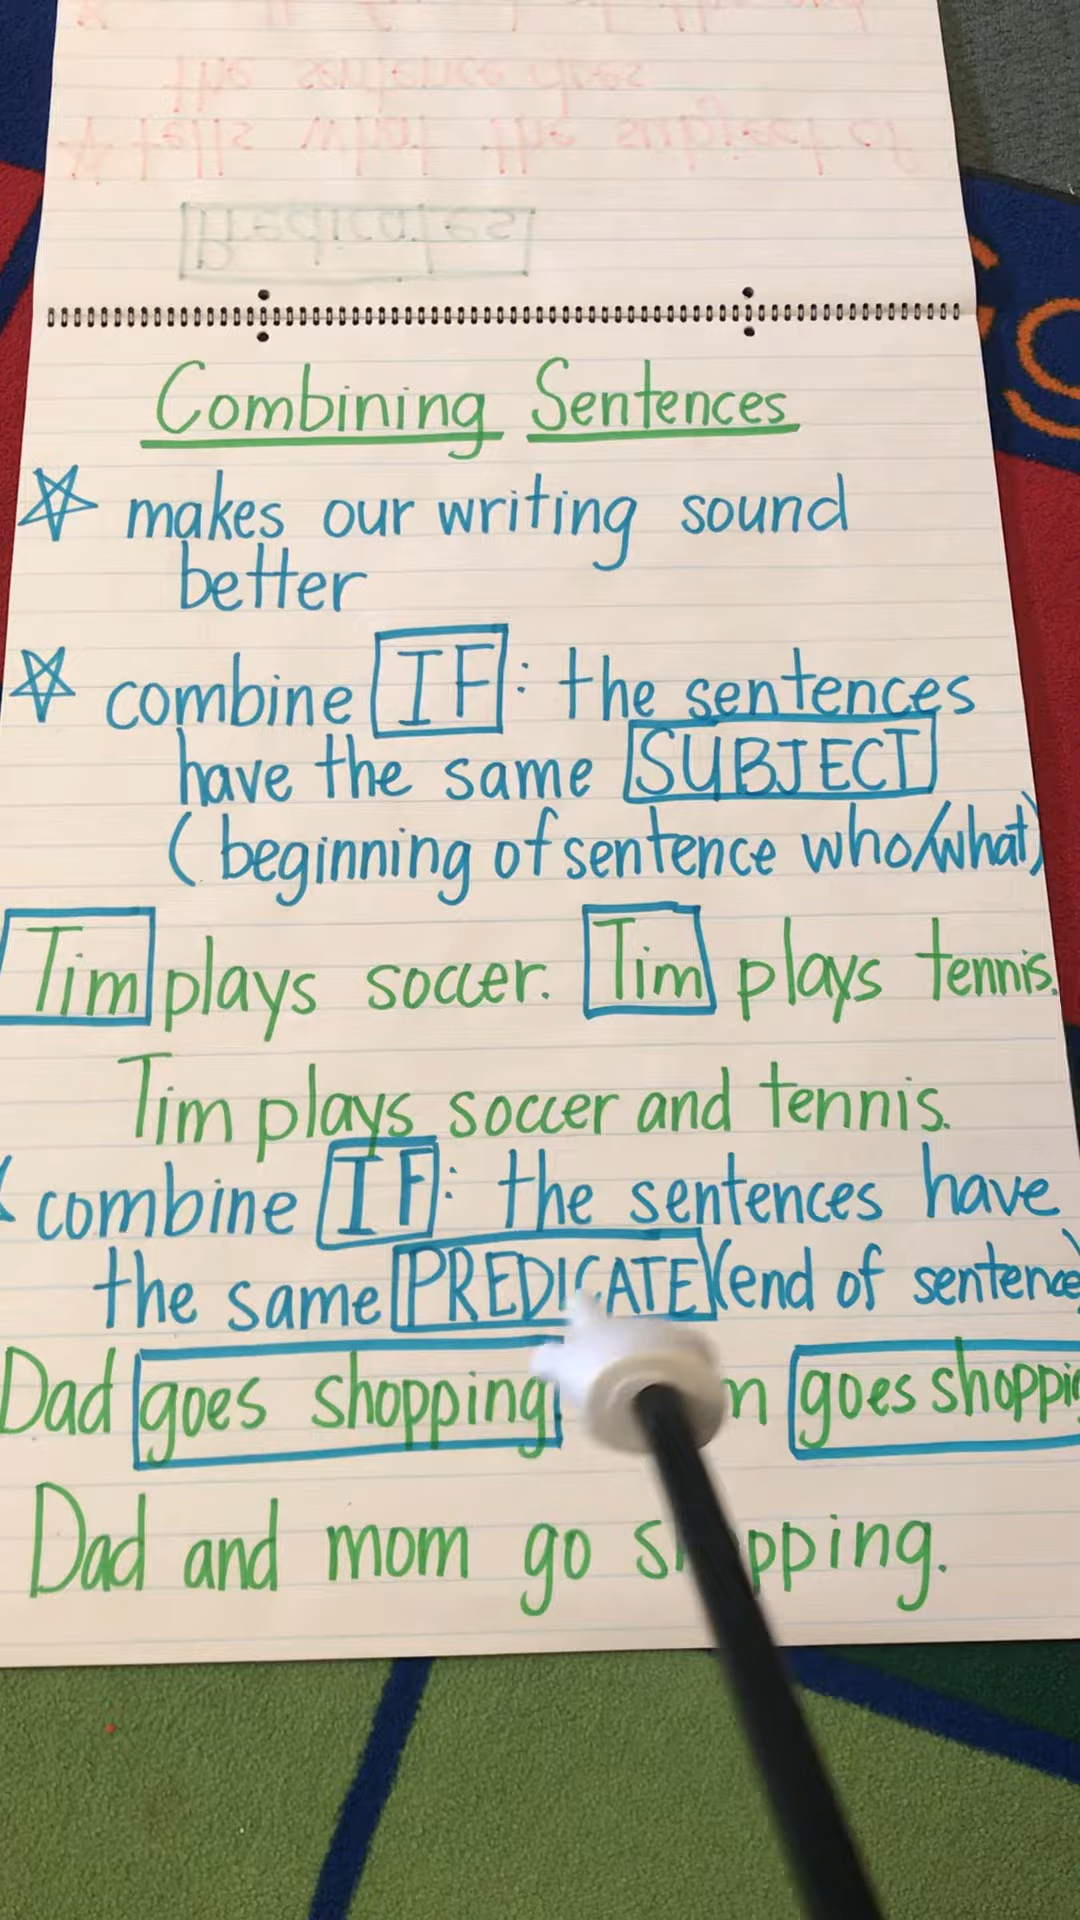 Combining Sentences
makes our writing sound
better
combine IF: the sentences
have the same SUBJECT
(beginning of sentence who/what)
Tim plays soccer. Tim plays tennis.
Tim plays soccer and tennis.
combine IF: the sentences have
the same PREDICATE (end of sentence)
Dad goes shopping goes
Dad and mom go shopping.